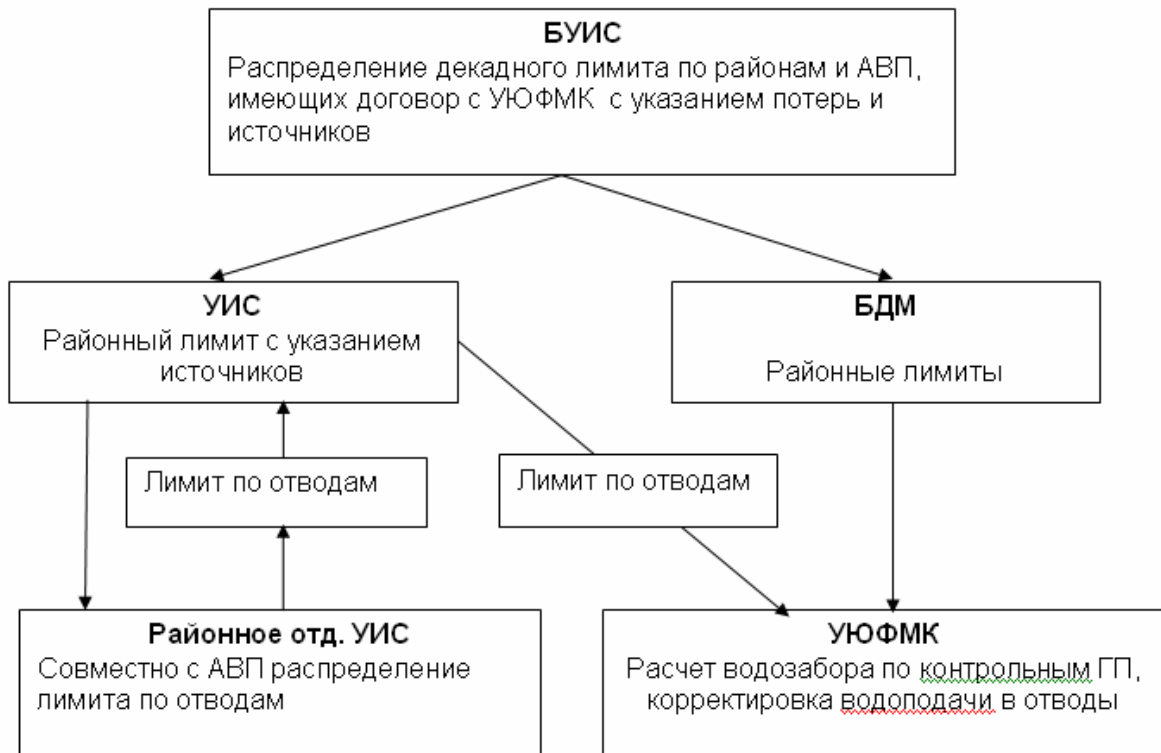 БУИС
Распределение декадного лимита по районам и АВП,
имеющих договор с УЮФМК с указанием потерь и
источников
УИС
Районный лимит с указанием
источников
БДМ
Районные лимиты
Лимит по отводам
Лимит по отводам
Районное отд. УИС
Совместно с АВП распределение
лимита по отводам
УЮФМК
Расчет водозабора по контрольным ГП,
корректировка водоподачи в отводы